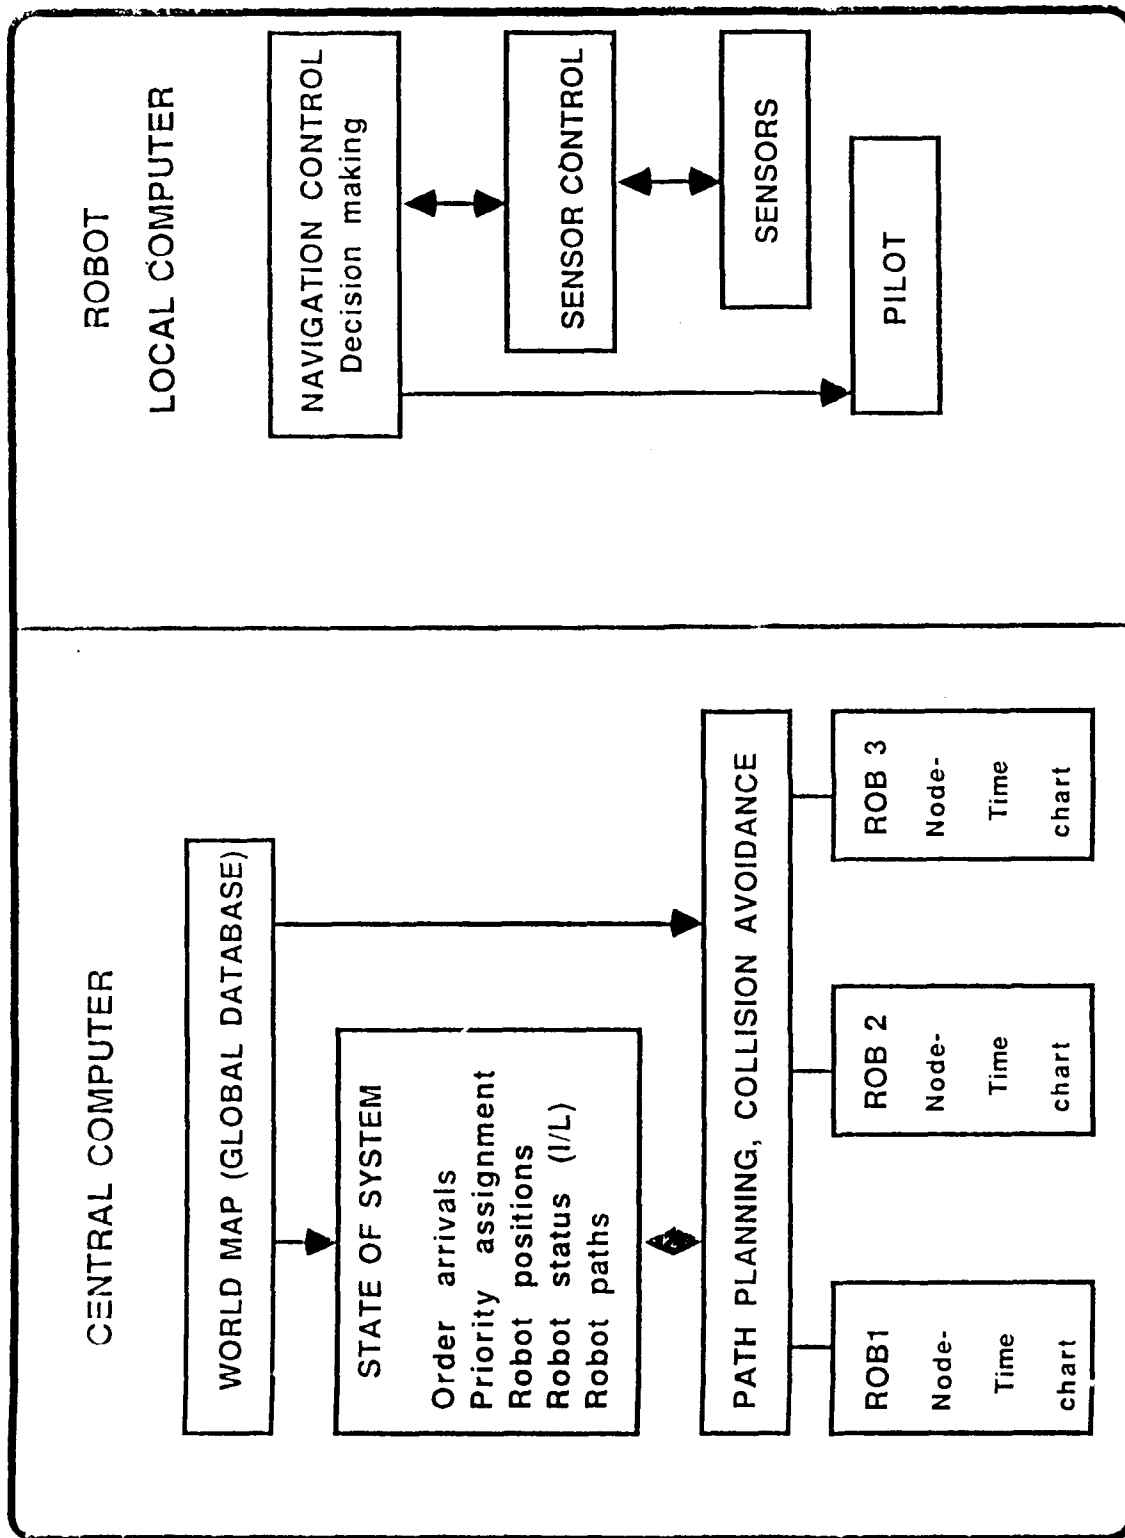 CENTRAL COMPUTER
WORLD MAP (GLOBAL DATABASE)
STATE OF SYSTEM
Order arrivals
Priority assignment
Robot positions
Robot status (I/L)
Robot paths
PATH PLANNING, COLLISION AVOIDANCE
ROB1
Node-
Time
chart
ROB 2
Node-
Time
chart
ROB 3
Node-
Time
chart
ROBOT
LOCAL COMPUTER
NAVIGATION CONTROL
Decision making
SENSOR CONTROL
SENSORS
PILOT